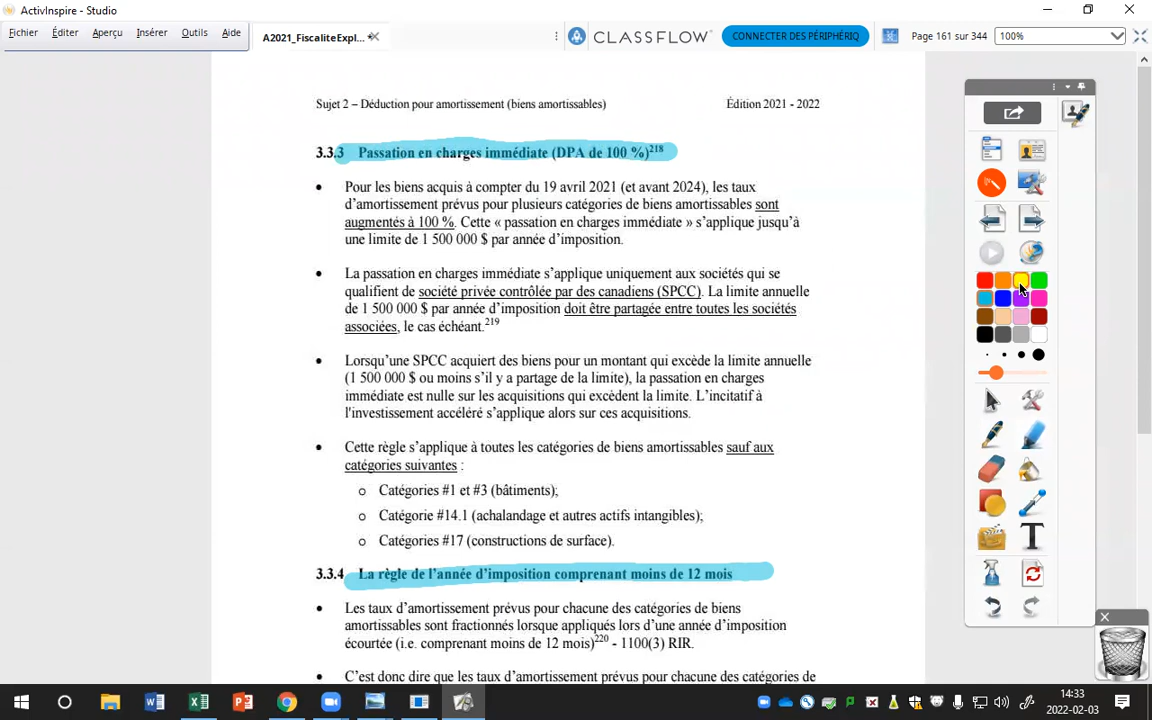 ActivInspire - Studio
Fichier Éditer Aperçu Insérer Outils Aide
A2021_FiscaliteExpl...
CLASSFLOW
CONNECTER DES PÉRIPHÉRIQ
Page 161 sur 344
100%
Sujet 2 – Déduction pour amortissement (biens amortissables) Édition 2021 - 2022
3.3.3 Passation en charges immédiate (DPA de 100 %)218
• Pour les biens acquis à compter du 19 avril 2021 (et avant 2024), les taux
d’amortissement prévus pour plusieurs catégories de biens amortissables sont
augmentés à 100 %. Cette « passation en charges immédiate » s’applique jusqu’à
une limite de 1 500 000 $ par année d’imposition.
• La passation en charges immédiate s’applique uniquement aux sociétés qui se
qualifient de société privée contrôlée par des canadiens (SPCC). La limite annuelle
de 1 500 000 $ par année d’imposition doit être partagée entre toutes les sociétés
associées, le cas échéant.219
• Lorsqu’une SPCC acquiert des biens pour un montant qui excède la limite annuelle
(1 500 000 $ ou moins s’il y a partage de la limite), la passation en charges
immédiate est nulle sur les acquisitions qui excèdent la limite. L’incitatif à
l'investissement accéléré s’applique alors sur ces acquisitions.
• Cette règle s’applique à toutes les catégories de biens amortissables sauf aux
catégories suivantes :
o Catégories #1 et #3 (bâtiments);
o Catégorie #14.1 (achalandage et autres actifs intangibles);
o Catégories #17 (constructions de surface).
3.3.4 La règle de l’année d’imposition comprenant moins de 12 mois
• Les taux d’amortissement prévus pour chacune des catégories de biens
amortissables sont fractionnés lorsque appliqués lors d’une année d’imposition
écourtée (i.e. comprenant moins de 12 mois)220 - 1100(3) RIR.
• C’est donc dire que les taux d’amortissement prévus pour chacune des catégories de
14:33
2022-02-03